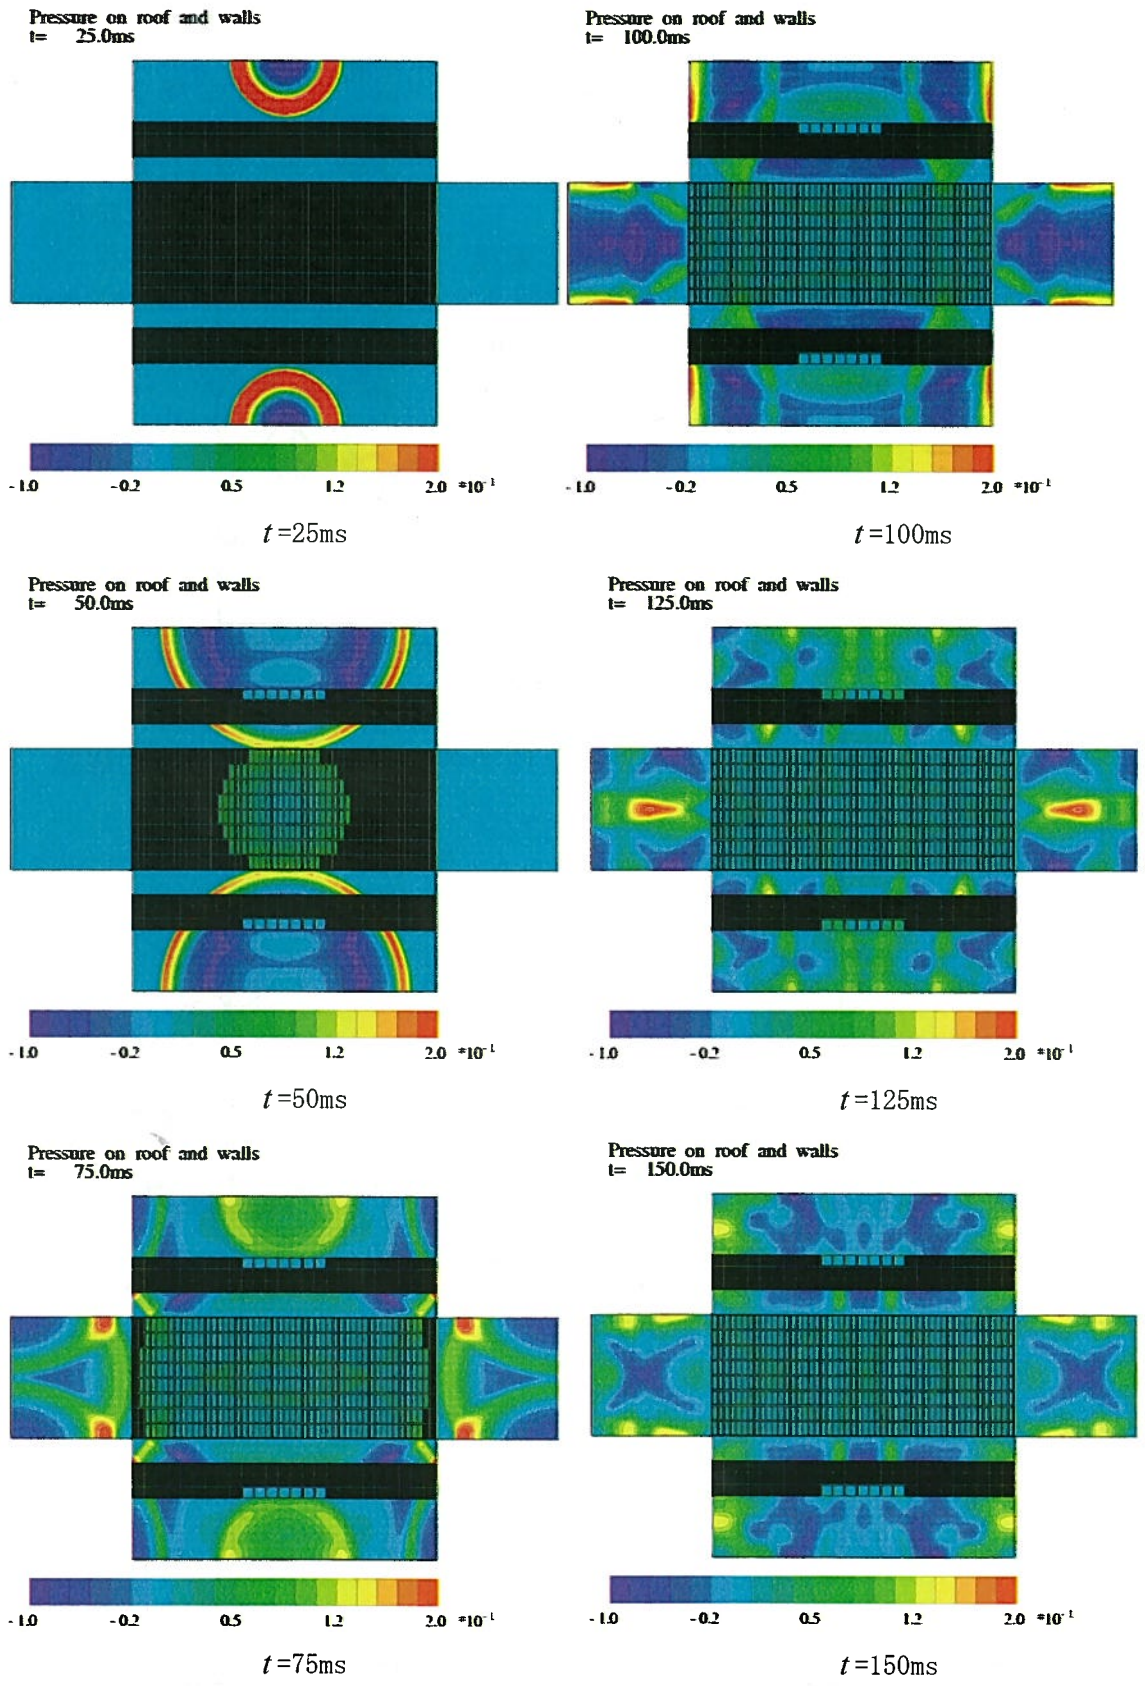 Pressure on roof and walls
t= 25.0ms
-1.0 -0.2 0.5 1.2 2.0 *10-1
t=25ms
Pressure on roof and walls
t= 100.0ms
-1.0 -0.2 0.5 1.2 2.0 *10-1
t=100ms
Pressure on roof and walls
t= 50.0ms
-1.0 -0.2 0.5 1.2 2.0 *10-1
t=50ms
Pressure on roof and walls
t= 125.0ms
-1.0 -0.2 0.5 1.2 2.0 *10-1
t=125ms
Pressure on roof and walls
t= 75.0ms
-1.0 -0.2 0.5 1.2 2.0 *10-1
t=75ms
Pressure on roof and walls
t= 150.0ms
-1.0 -0.2 0.5 1.2 2.0 *10-1
t=150ms